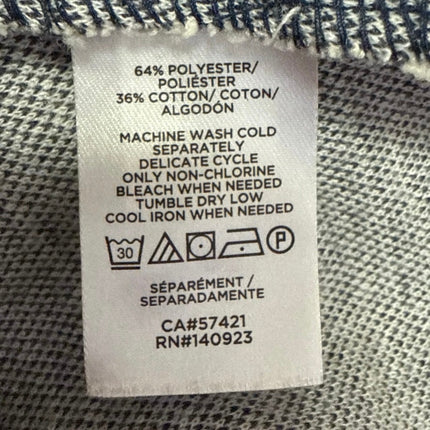 64% POLYESTER/
POLIÉSTER
36% COTTON/ COTON/
ALGODÓN
MACHINE WASH COLD
SEPARATELY
DELICATE CYCLE
ONLY NON-CHLORINE
BLEACH WHEN NEEDED
TUMBLE DRY LOW
COOL IRON WHEN NEEDED
30 P
SÉPARÉMENT /
SEPARADAMENTE
CA#57421
RN#140923